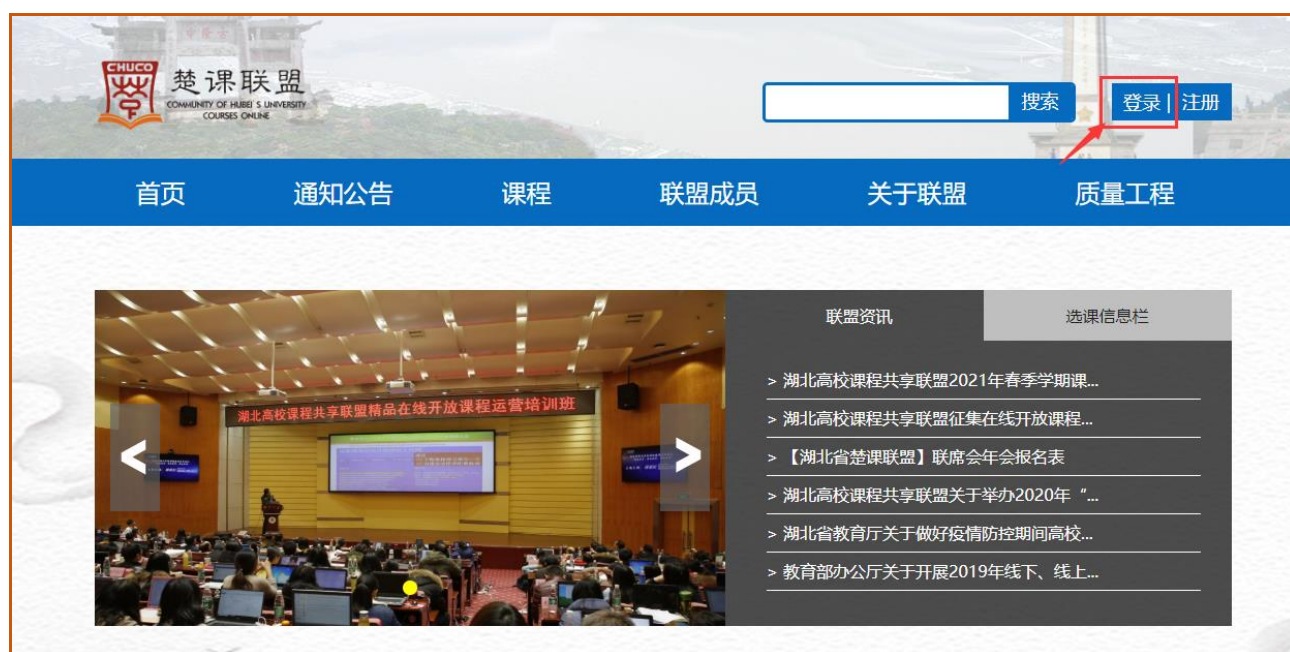 CHUCO
楚课联盟
COMMUNITY OF HUBEI'S UNIVERSITY
COURSES ONLINE
搜索
登录 | 注册
首页
通知公告
课程
联盟成员
关于联盟
质量工程
湖北高校课程共享联盟精品在线开放课程运营培训班
联盟资讯
选课信息栏
> 湖北高校课程共享联盟2021年春季学期课...
> 湖北高校课程共享联盟征集在线开放课程...
> 【湖北省楚课联盟】联席会年会报名表
> 湖北高校课程共享联盟关于举办2020年“...
> 湖北省教育厅关于做好疫情防控期间高校...
> 教育部办公厅关于开展2019年线下、线上...